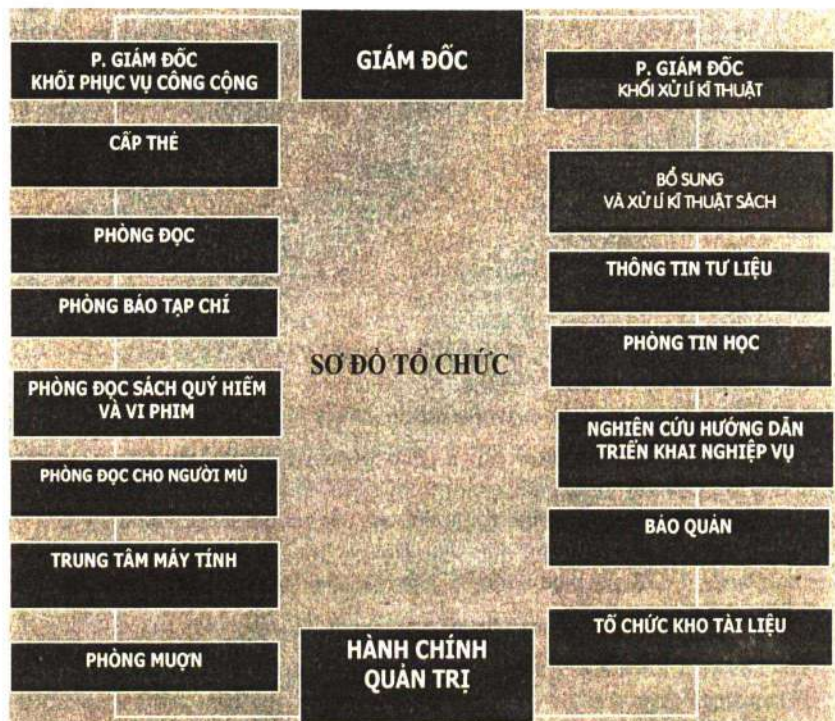 GIÁM ĐỐC
P. GIÁM ĐỐC
KHỐI PHỤC VỤ CÔNG CỘNG
CẤP THẺ
PHÒNG ĐỌC
PHÒNG BÁO TẠP CHÍ
PHÒNG ĐỌC SÁCH QUÝ HIẾM
VÀ VI PHIM
PHÒNG ĐỌC CHO NGƯỜI MÙ
TRUNG TÂM MÁY TÍNH
PHÒNG MƯỢN
SƠ ĐỒ TỔ CHỨC
P. GIÁM ĐỐC
KHỐI XỬ LÍ KĨ THUẬT
BỔ SUNG
VÀ XỬ LÍ KĨ THUẬT SÁCH
THÔNG TIN TƯ LIỆU
PHÒNG TIN HỌC
NGHIÊN CỨU HƯỚNG DẪN
TRIỂN KHAI NGHIỆP VỤ
BẢO QUẢN
TỔ CHỨC KHO TÀI LIỆU
HÀNH CHÍNH
QUẢN TRỊ